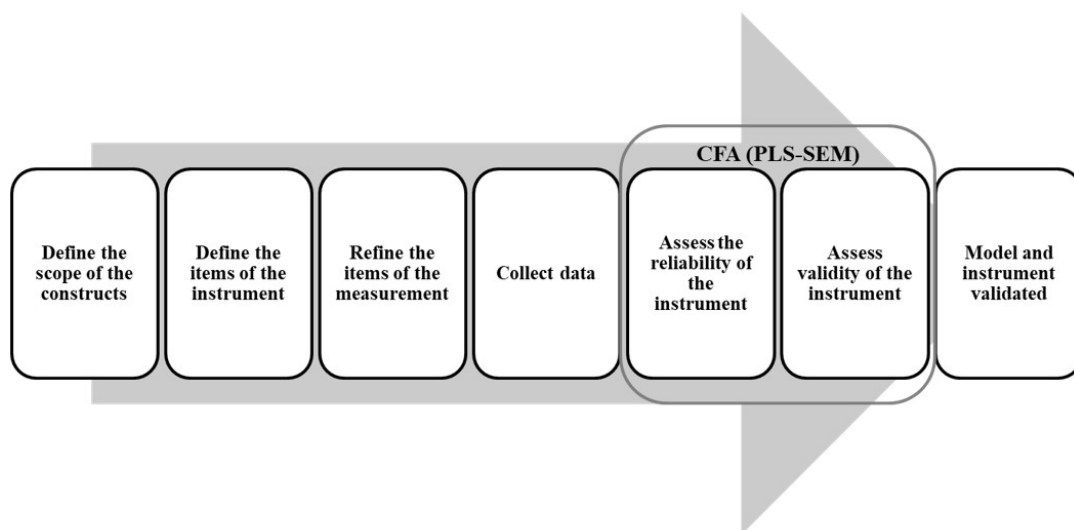 CFA (PLS-SEM)
Define the
scope of the
constructs
Define the
items of the
instrument
Refine the
items of the
measurement
Collect data
Assess the
reliability of
the
instrument
Assess
validity of the
instrument
Model and
instrument
validated